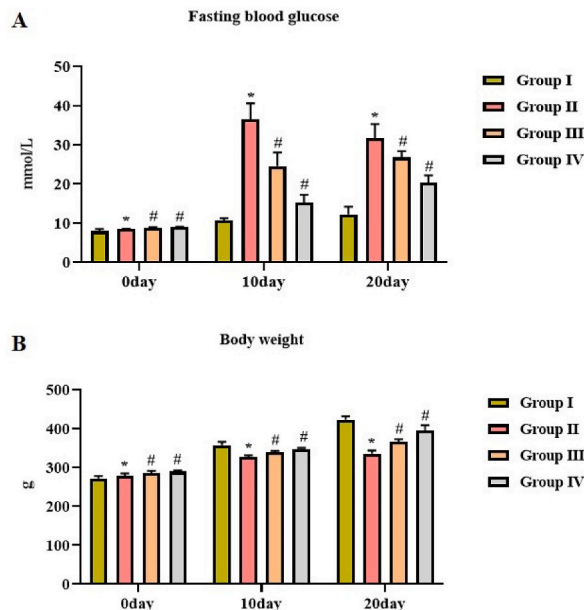 A
Fasting blood glucose
50
40
30
20
10
0
mmol/L
* # #
* # #
* # #
0day 10day 20day
Group I
Group II
Group III
Group IV
B
Body weight
500
400
300
200
100
0
g
* # #
* # #
* # #
0day 10day 20day
Group I
Group II
Group III
Group IV